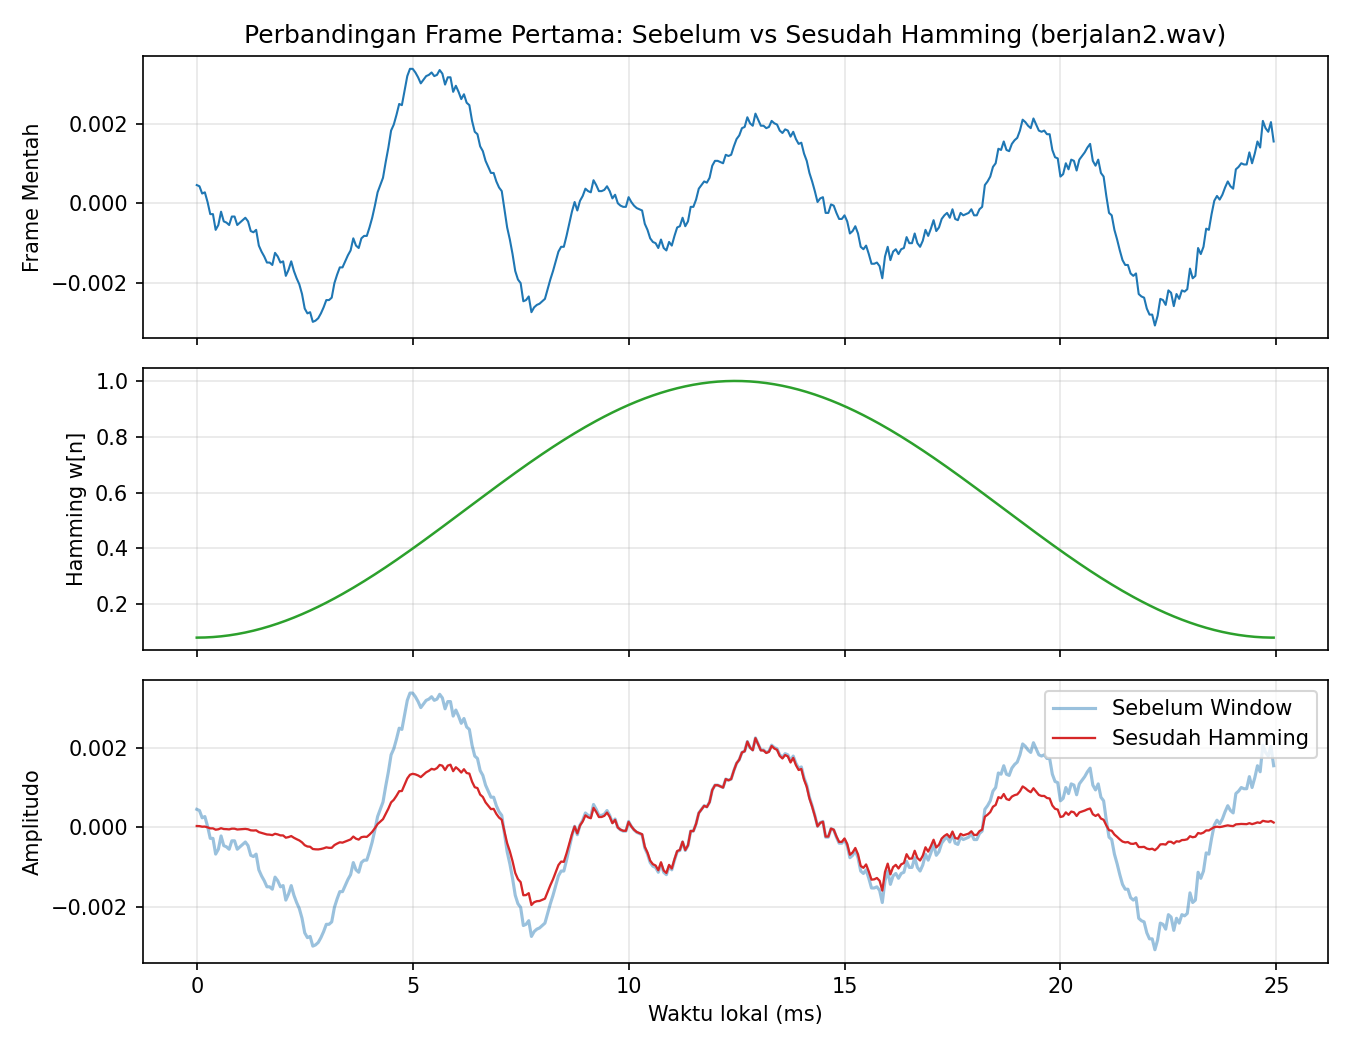 Perbandingan Frame Pertama: Sebelum vs Sesudah Hamming (berjalan2.wav)
Frame Mentah
0.002
0.000
−0.002
Hamming w[n]
1.0
0.8
0.6
0.4
0.2
Amplitudo
0.002
0.000
−0.002
Sebelum Window
Sesudah Hamming
0
5
10
15
20
25
Waktu lokal (ms)